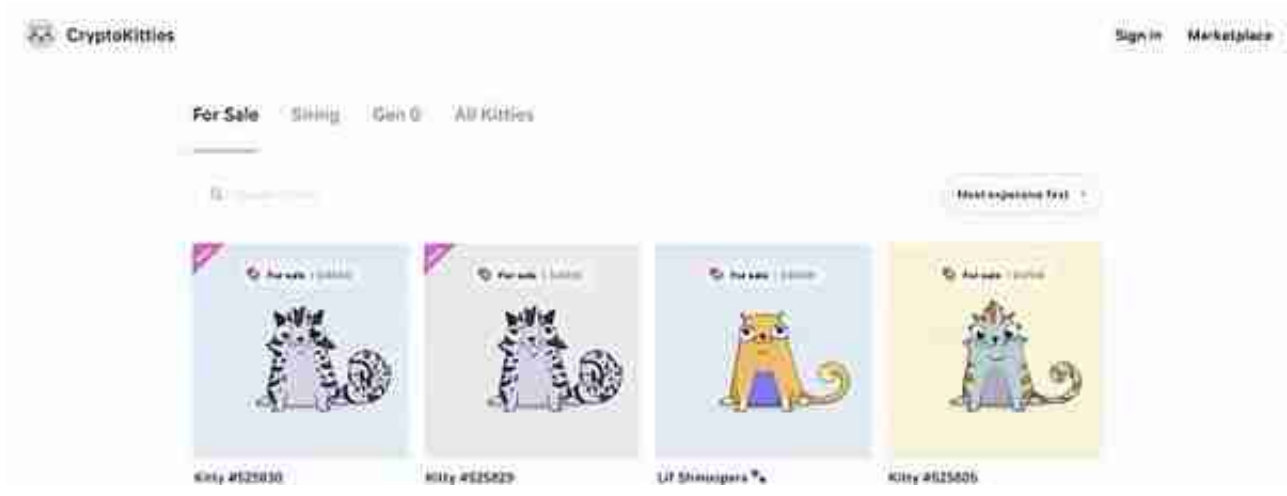 CryptoKitties
Sign in Marketplace
For Sale Siring Gen 0 All Kitties
Most expensive first
For sale
For sale
For sale
For sale
Kitty #525830 Kitty #525829 Lil' Kitty #525805